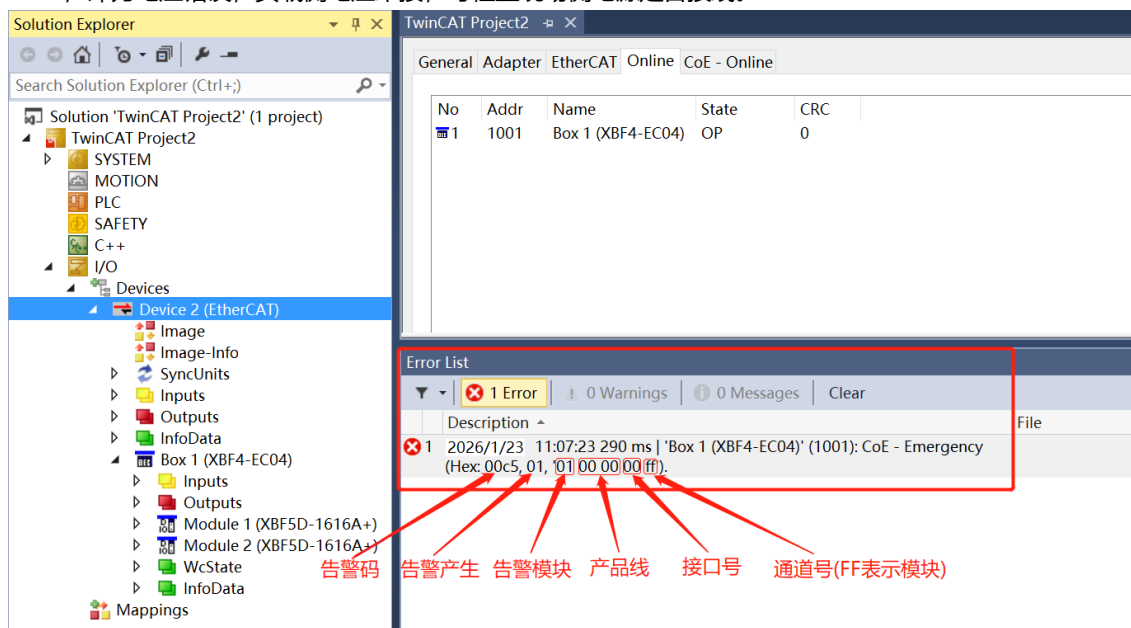 Solution Explorer
Search Solution Explorer (Ctrl+;)
Solution 'TwinCAT Project2' (1 project)
TwinCAT Project2
SYSTEM
MOTION
PLC
SAFETY
C++
I/O
Devices
Device 2 (EtherCAT)
Image
Image-Info
SyncUnits
Inputs
Outputs
InfoData
Box 1 (XBF4-EC04)
Inputs
Outputs
Module 1 (XBF5D-1616A+)
Module 2 (XBF5D-1616A+)
WcState
InfoData
Mappings
TwinCAT Project2
General Adapter EtherCAT Online CoE - Online
No Addr Name State CRC
1 1001 Box 1 (XBF4-EC04) OP 0
Error List
1 Error 0 Warnings 0 Messages Clear
Description File
1 2026/1/23 11:07:23 290 ms | 'Box 1 (XBF4-EC04)' (1001): CoE - Emergency
(Hex: 00c5, 01, '01 00 00 00 ff').
告警码 告警产生 告警模块 产品线 接口号 通道号(FF表示模块)